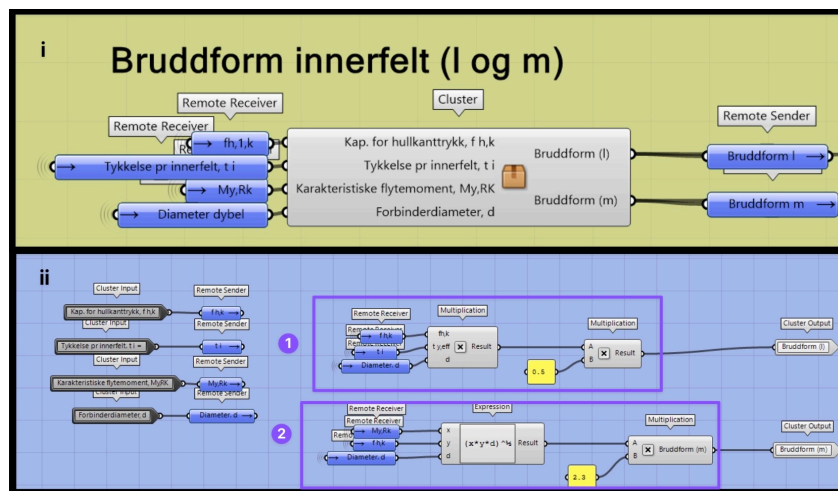 i
Bruddform innerfelt (l og m)
Remote Receiver
Cluster
Remote Sender
Remote Receiver
fh,1,k
Kap. for hullkanttrykk, f h,k
Bruddform (l)
Bruddform l
Tykkelse pr innerfelt, t i
Tykkelse pr innerfelt, t i
My,Rk
Karakteristiske flytemoment, My,RK
Bruddform (m)
Bruddform m
Diameter dybel
Forbinderdiameter, d
ii
Cluster Input
Remote Sender
Kap. for hullkanttrykk, f h,k
f h,k
Cluster Input
Remote Sender
Tykkelse pr innerfelt. t i =
t i
Cluster Input
Remote Sender
Karakteristiske flytemoment, My,RK
My,Rk
Cluster Input
Remote Sender
Forbinderdiameter, d
Diameter. d
1
Remote Receiver
Multiplication
Remote Receiver
f h,k
t i
Diameter. d
fh,k
t y,eff
d
Result
Multiplication
0.5
A
B
Result
Cluster Output
Bruddform (l)
2
Remote Receiver
Expression
Remote Receiver
My,Rk
f h,k
Diameter. d
x
y
d
(x*y*d)^½
Result
Multiplication
2.3
A
B
Bruddform (m)
Cluster Output
Bruddform (m)